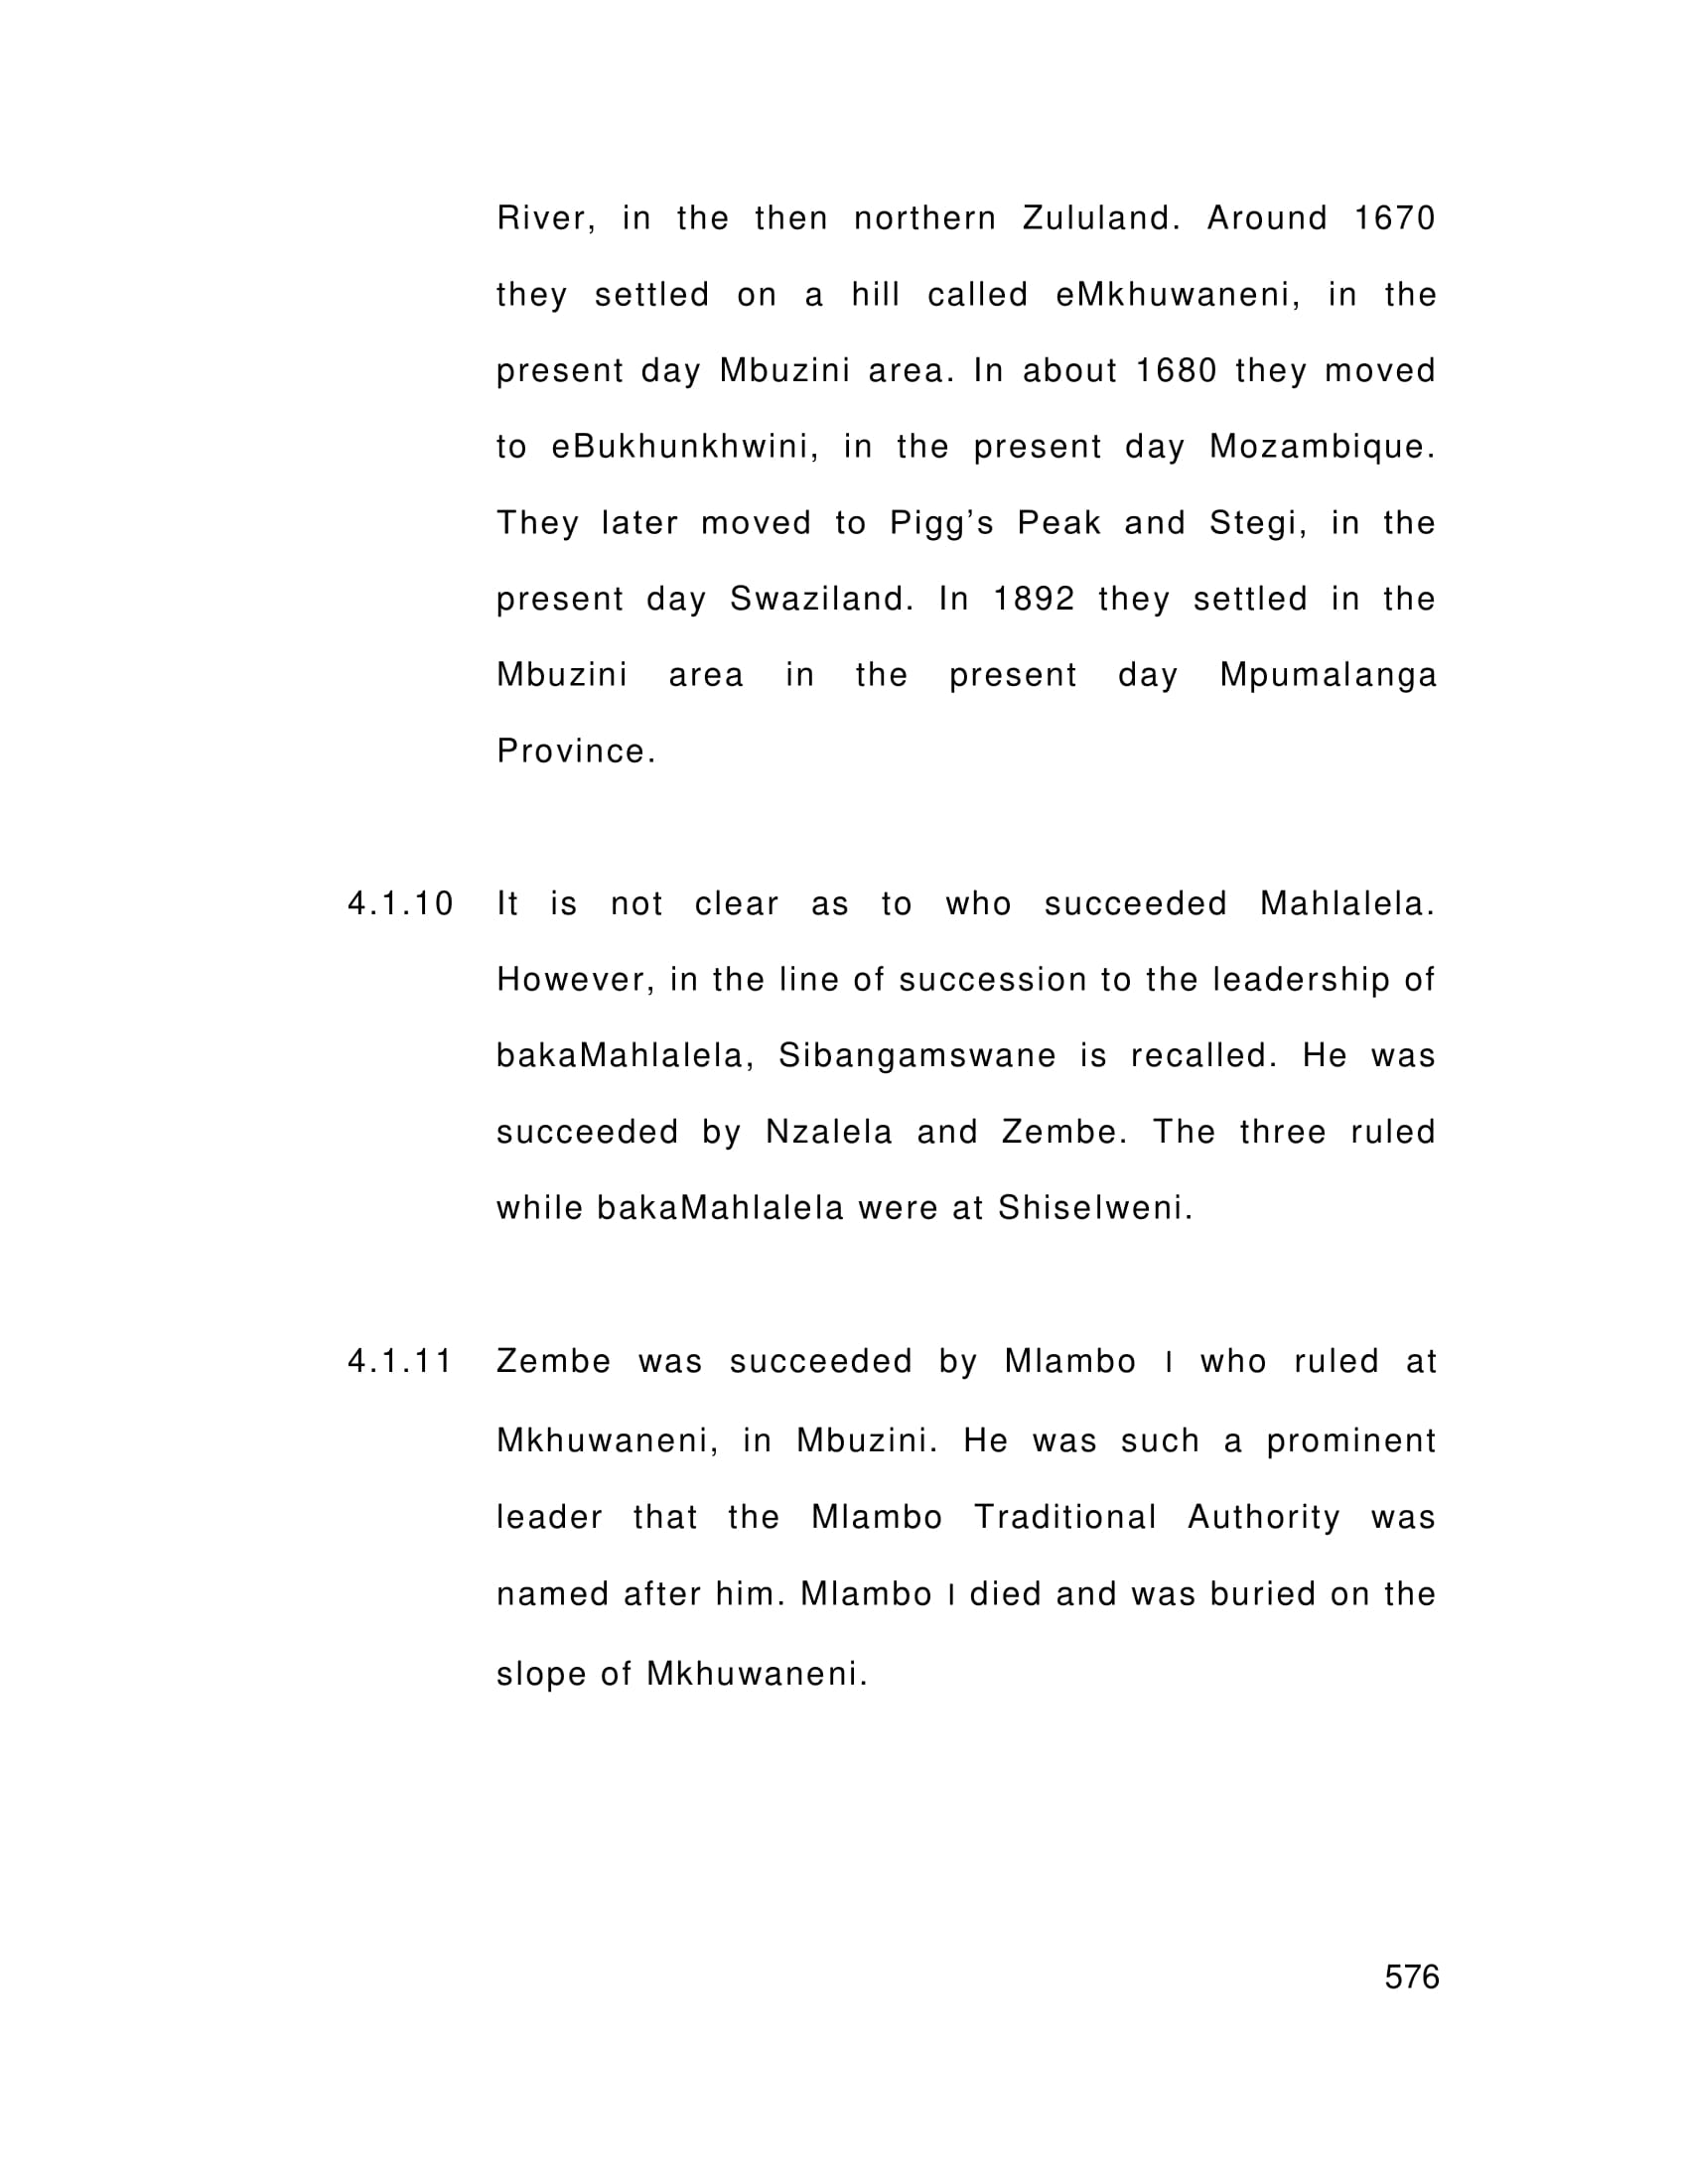 River, in the then northern Zululand. Around 1670
they settled on a hill called eMkhuwaneni, in the
present day Mbuzini area. In about 1680 they moved
to eBukhunkhwini, in the present day Mozambique.
They later moved to Pigg’s Peak and Stegi, in the
present day Swaziland. In 1892 they settled in the
Mbuzini area in the present day Mpumalanga
Province.
4.1.10 It is not clear as to who succeeded Mahlalela.
However, in the line of succession to the leadership of
bakaMahlalela, Sibangamswane is recalled. He was
succeeded by Nzalela and Zembe. The three ruled
while bakaMahlalela were at Shiselweni.
4.1.11 Zembe was succeeded by Mlambo I who ruled at
Mkhuwaneni, in Mbuzini. He was such a prominent
leader that the Mlambo Traditional Authority was
named after him. Mlambo I died and was buried on the
slope of Mkhuwaneni.
576